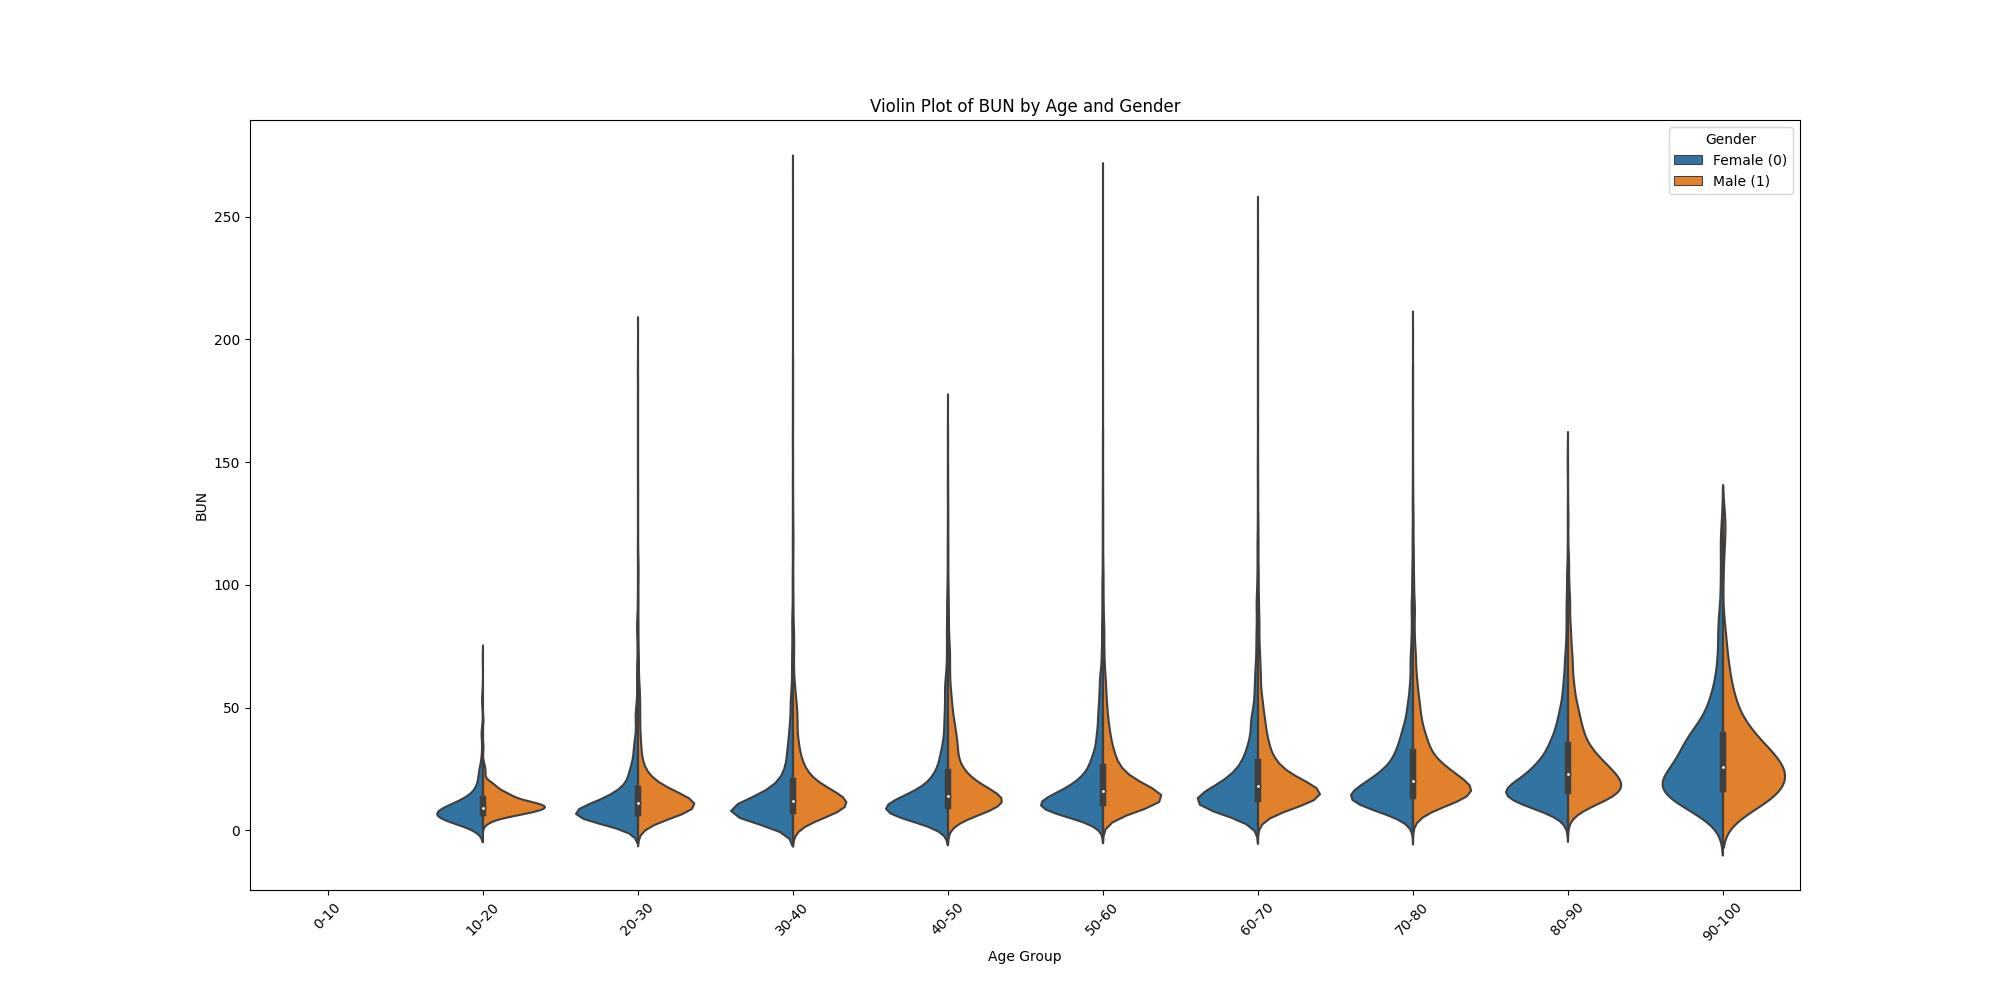 Violin Plot of BUN by Age and Gender
Gender
Female (0)
Male (1)
250
200
150
100
50
0
BUN
0-10
10-20
20-30
30-40
40-50
50-60
60-70
70-80
80-90
90-100
Age Group